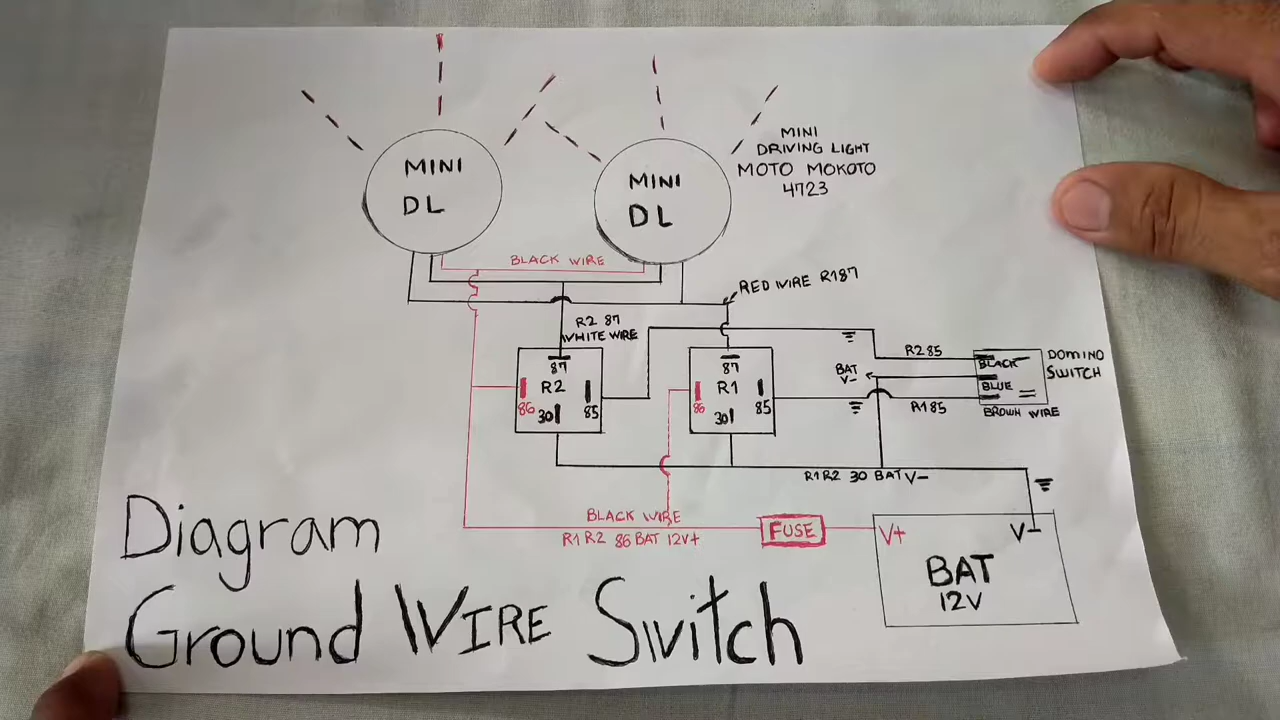 MINI
DL
MINI
DL
MINI
DRIVING LIGHT
MOTO MOKOTO
4723
BLACK WIRE
RED WIRE R187
R2 87
WHITE WIRE
87
R2
86
30
85
87
R1
86
30
85
BAT
V-
R2 85
R1 85
BLACK
BLUE
BROWN WIRE
DOMINO
SWITCH
R1 R2 30 BAT V-
BLACK WIRE
R1 R2 86 BAT 12V+
FUSE
V+
V-
BAT
12V
Diagram
Ground WIRE Switch